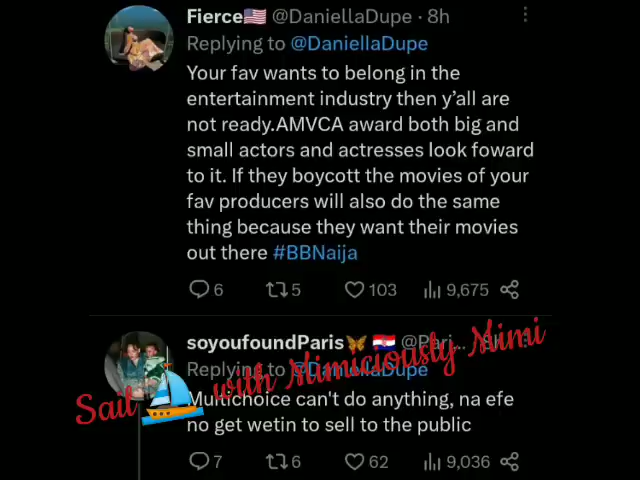 Fierce🇺🇸 @DaniellaDupe · 8h
Replying to @DaniellaDupe
Your fav wants to belong in the
entertainment industry then y'all are
not ready.AMVCA award both big and
small actors and actresses look foward
to it. If they boycott the movies of your
fav producers will also do the same
thing because they want their movies
out there #BBNaija
6 5 103 9,675
soyoufoundParis🦋🇭🇷 @Pari... · 8h
Replying to @DaniellaDupe
Sail ⛵ with Mimiciously Mimi
Multichoice can't do anything, na efe
no get wetin to sell to the public
7 6 62 9,036